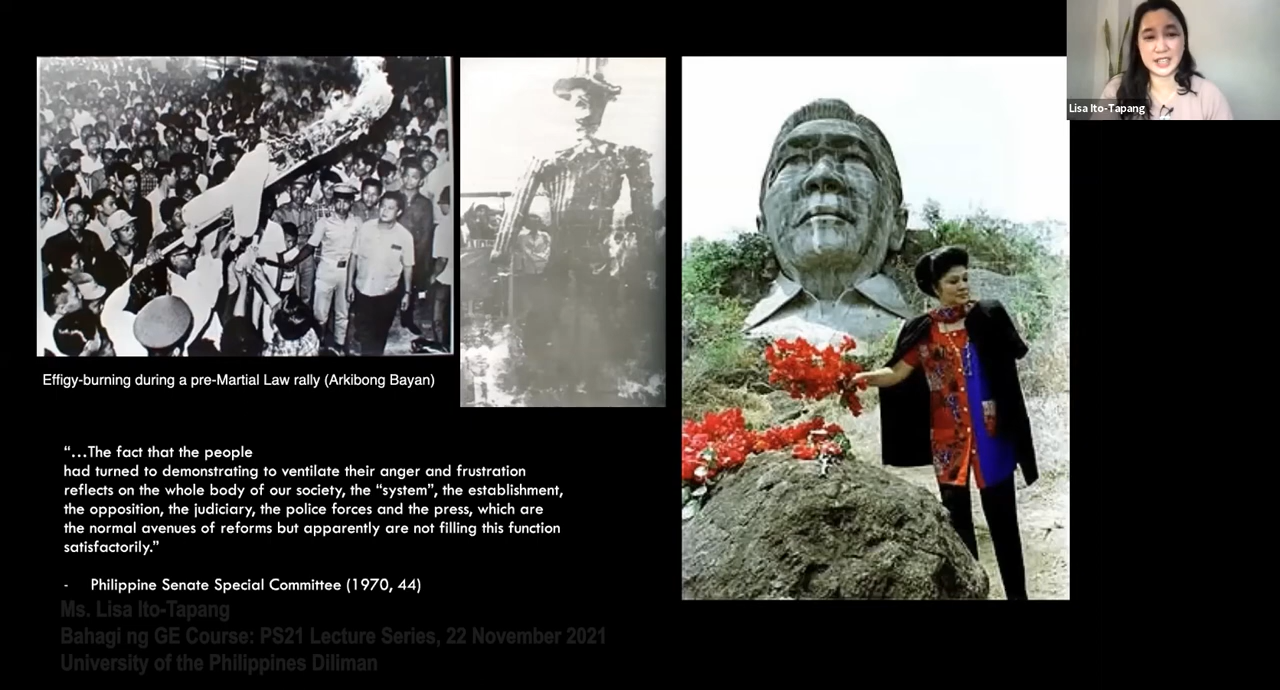 Lisa Ito-Tapang
Effigy-burning during a pre-Martial Law rally (Arkibong Bayan)
“…The fact that the people
had turned to demonstrating to ventilate their anger and frustration
reflects on the whole body of our society, the “system”, the establishment,
the opposition, the judiciary, the police forces and the press, which are
the normal avenues of reforms but apparently are not filling this function
satisfactorily.”
- Philippine Senate Special Committee (1970, 44)
Ms. Lisa Ito-Tapang
Bahagi ng GE Course: PS21 Lecture Series, 22 November 2021
University of the Philippines Diliman